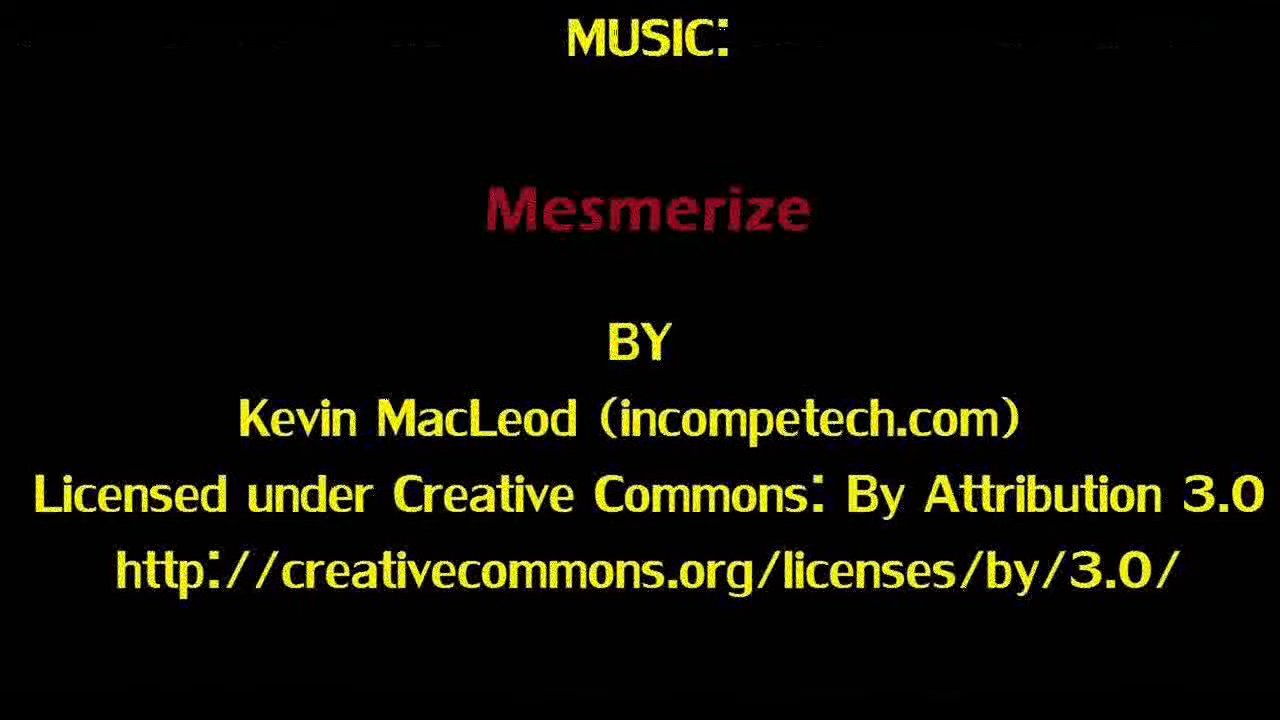 MUSIC:
Mesmerize
BY
Kevin MacLeod (incompetech.com)
Licensed under Creative Commons: By Attribution 3.0
http://creativecommons.org/licenses/by/3.0/